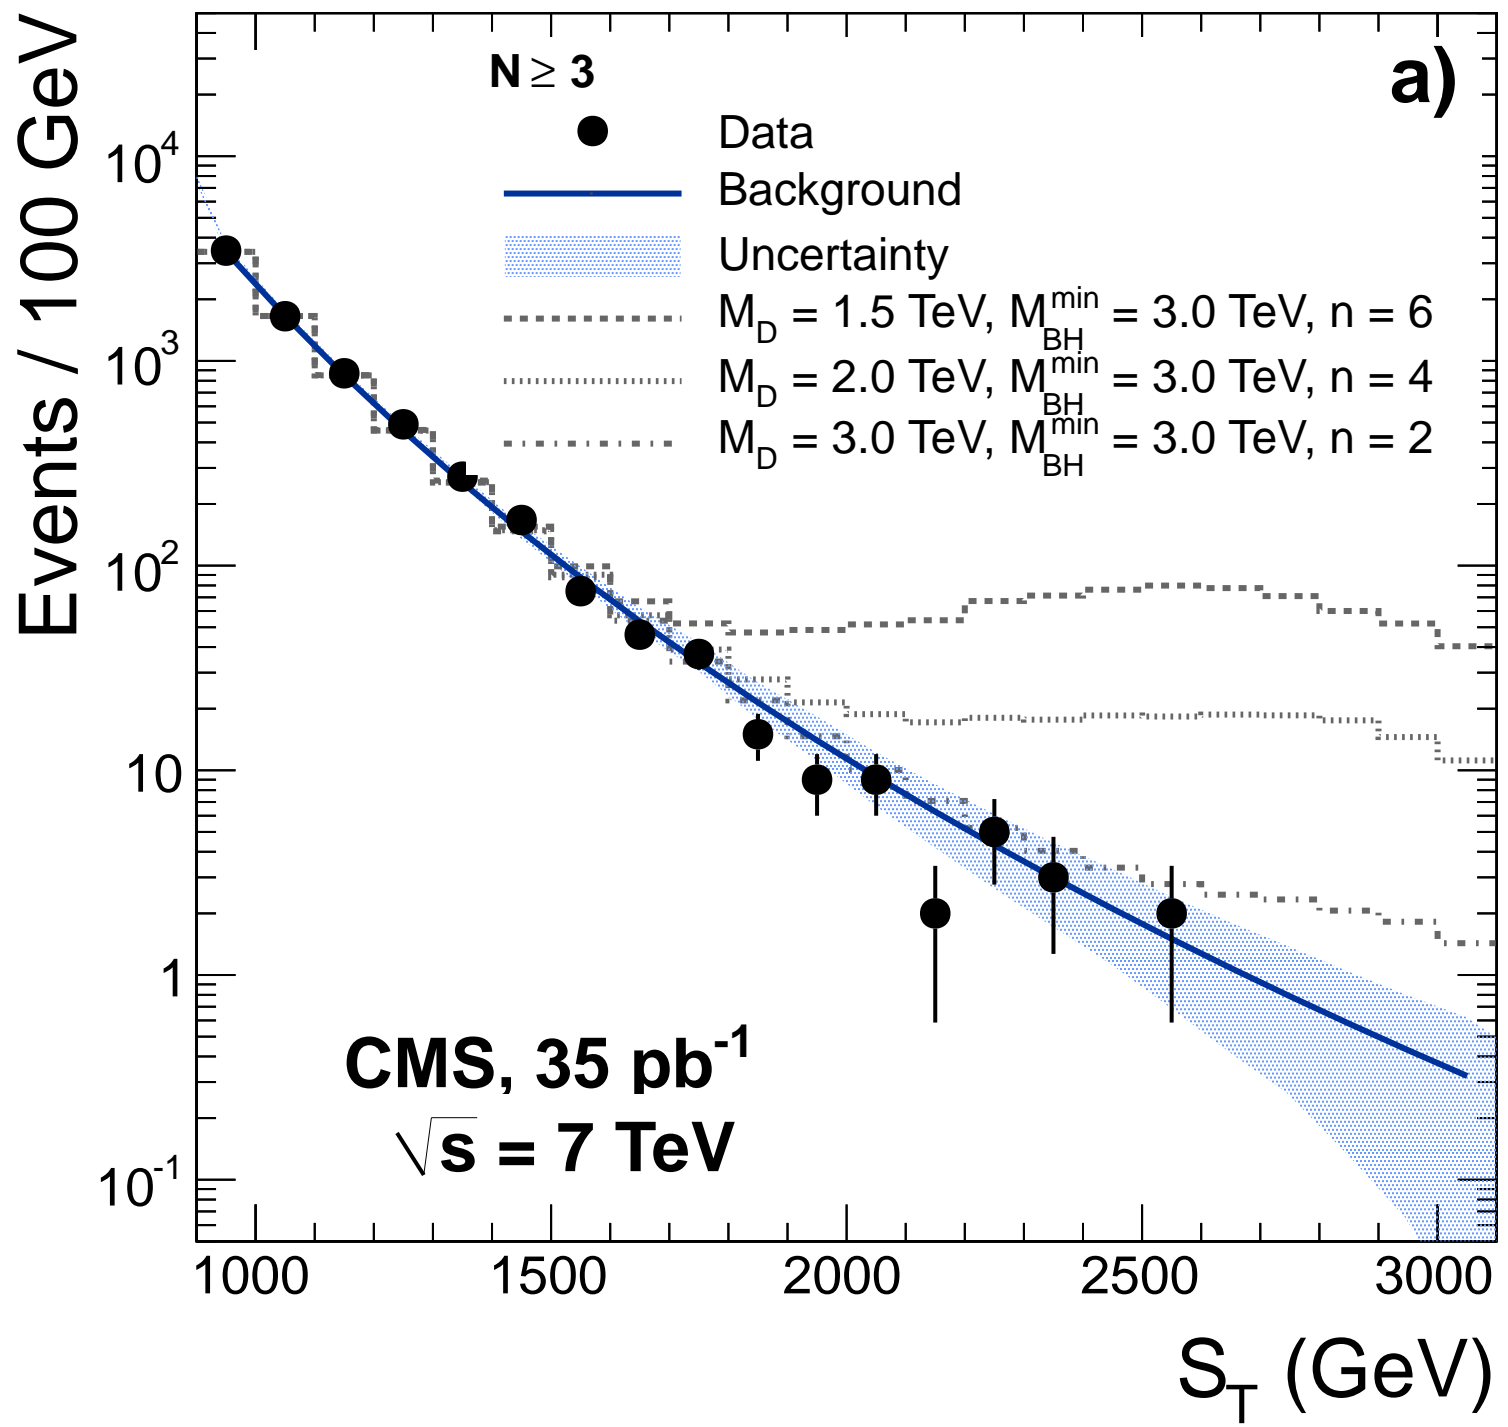 Events / 100 GeV
a)
N ≥ 3
Data
Background
Uncertainty
M_D = 1.5 TeV, M_BH^min = 3.0 TeV, n = 6
M_D = 2.0 TeV, M_BH^min = 3.0 TeV, n = 4
M_D = 3.0 TeV, M_BH^min = 3.0 TeV, n = 2
10^4
10^3
10^2
10
1
10^-1
CMS, 35 pb^-1
√s = 7 TeV
1000 1500 2000 2500 3000
S_T (GeV)